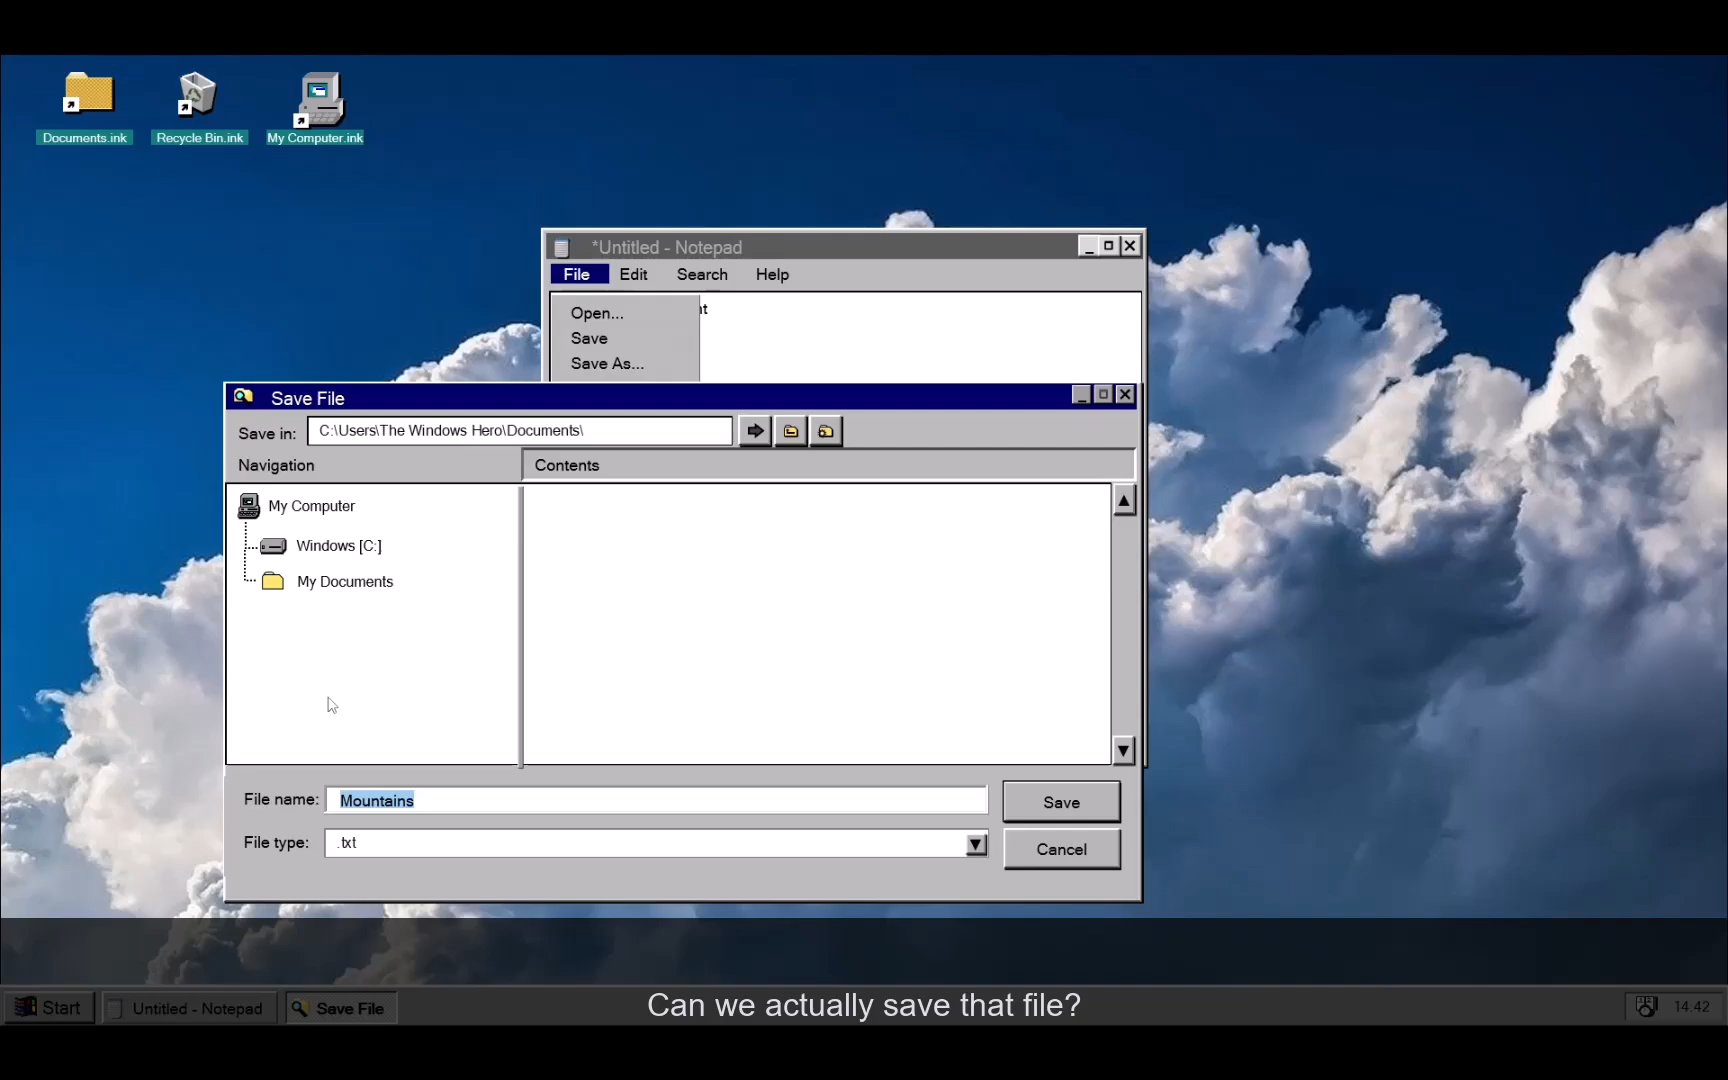 Documents.ink
Recycle Bin.ink
My Computer.ink
*Untitled - Notepad
File Edit Search Help
Open...
Save
Save As...
Save File
Save in: C:\Users\The Windows Hero\Documents\
Navigation
Contents
My Computer
Windows [C:]
My Documents
File name: Mountains
Save
File type: .txt
Cancel
Start
Untitled - Notepad
Save File
Can we actually save that file?
14.42